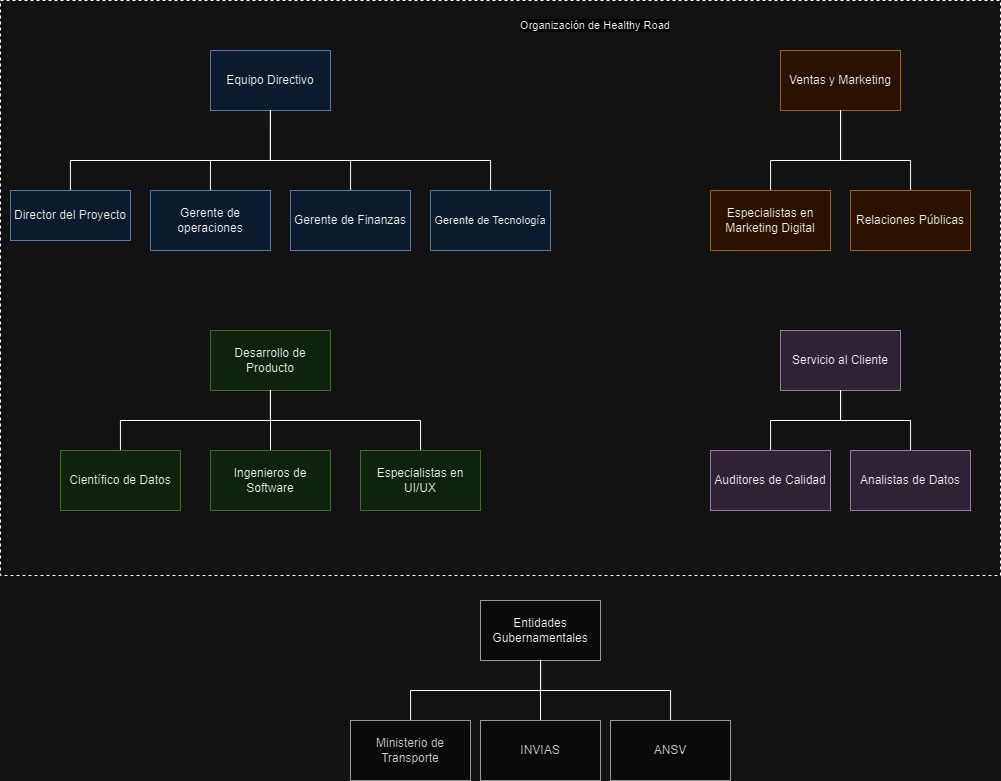 Organización de Healthy Road
Equipo Directivo
Ventas y Marketing
Director del Proyecto
Gerente de
operaciones
Gerente de Finanzas
Gerente de Tecnología
Especialistas en
Marketing Digital
Relaciones Públicas
Desarrollo de
Producto
Servicio al Cliente
Científico de Datos
Ingenieros de
Software
Especialistas en
UI/UX
Auditores de Calidad
Analistas de Datos
Entidades
Gubernamentales
Ministerio de
Transporte
INVIAS
ANSV